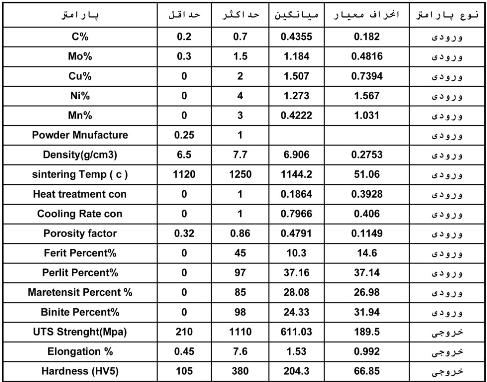 پارامتر حداقل حداکثر میانگین انحراف معیار نوع پارامتر
C% 0.2 0.7 0.4355 0.182 ورودی
Mo% 0.3 1.5 1.184 0.4816 ورودی
Cu% 0 2 1.507 0.7394 ورودی
Ni% 0 4 1.273 1.567 ورودی
Mn% 0 3 0.4222 1.031 ورودی
Powder Mnufacture 0.25 1 ورودی
Density(g/cm3) 6.5 7.7 6.906 0.2753 ورودی
sintering Temp ( c ) 1120 1250 1144.2 51.06 ورودی
Heat treatment con 0 1 0.1864 0.3928 ورودی
Cooling Rate con 0 1 0.7966 0.406 ورودی
Porosity factor 0.32 0.86 0.4791 0.1149 ورودی
Ferit Percent% 0 45 10.3 14.6 ورودی
Perlit Percent% 0 97 37.16 37.14 ورودی
Maretensit Percent % 0 85 28.08 26.98 ورودی
Binite Percent% 0 98 24.33 31.94 ورودی
UTS Strenght(Mpa) 210 1110 611.03 189.5 خروجی
Elongation % 0.45 7.6 1.53 0.992 خروجی
Hardness (HV5) 105 380 204.3 66.85 خروجی